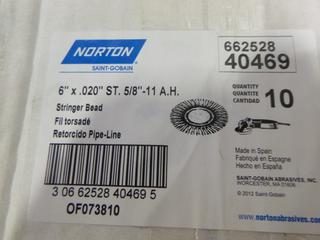 NORTON
SAINT-GOBAIN
662528
40469
6" x .020" ST. 5/8"-11 A.H.
Stringer Bead
Fil torsadé
Retorcido Pipe-Line
QUANTITY
QUANTITE
CANTIDAD
10
Made in Spain
Fabriqué en Espagne
Hecho en España
3 06 62528 40469 5
OF073810
SAINT-GOBAIN ABRASIVES, INC.
WORCESTER, MA 01606
© 2012 Saint-Gobain
www.nortonabrasives.com